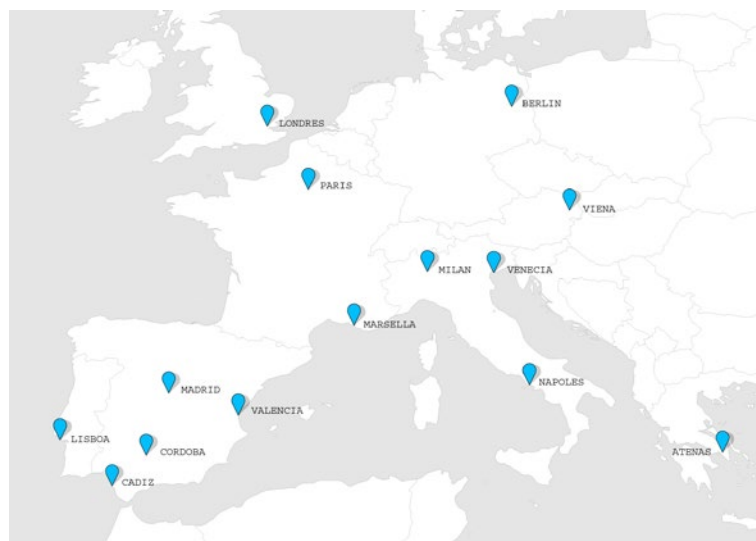 BERLIN
LONDRES
PARIS
VIENA
MILAN
VENECIA
MARSELLA
NAPOLES
MADRID
VALENCIA
LISBOA
CORDOBA
ATENAS
CADIZ